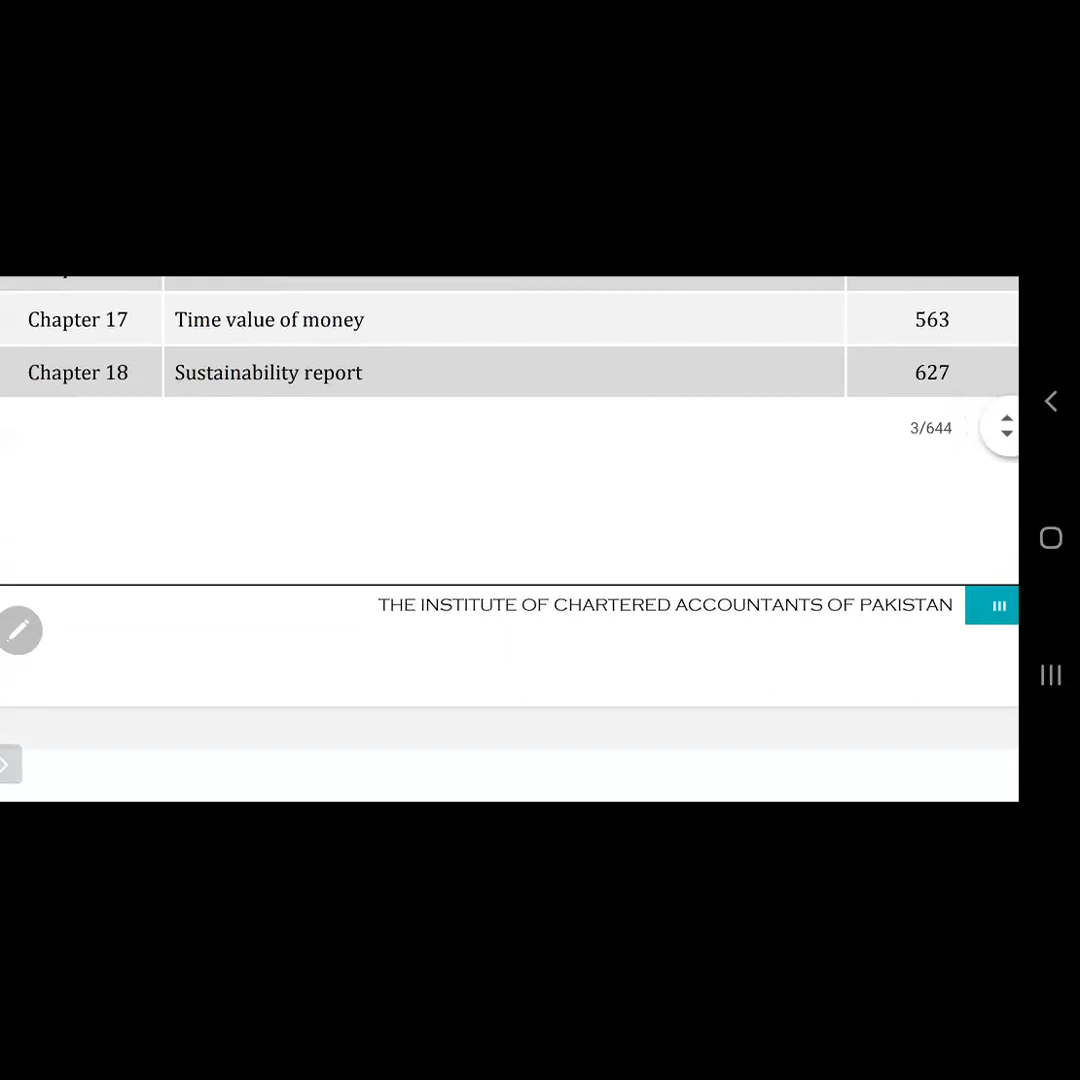 Chapter 17 Time value of money 563
Chapter 18 Sustainability report 627
3/644
THE INSTITUTE OF CHARTERED ACCOUNTANTS OF PAKISTAN III